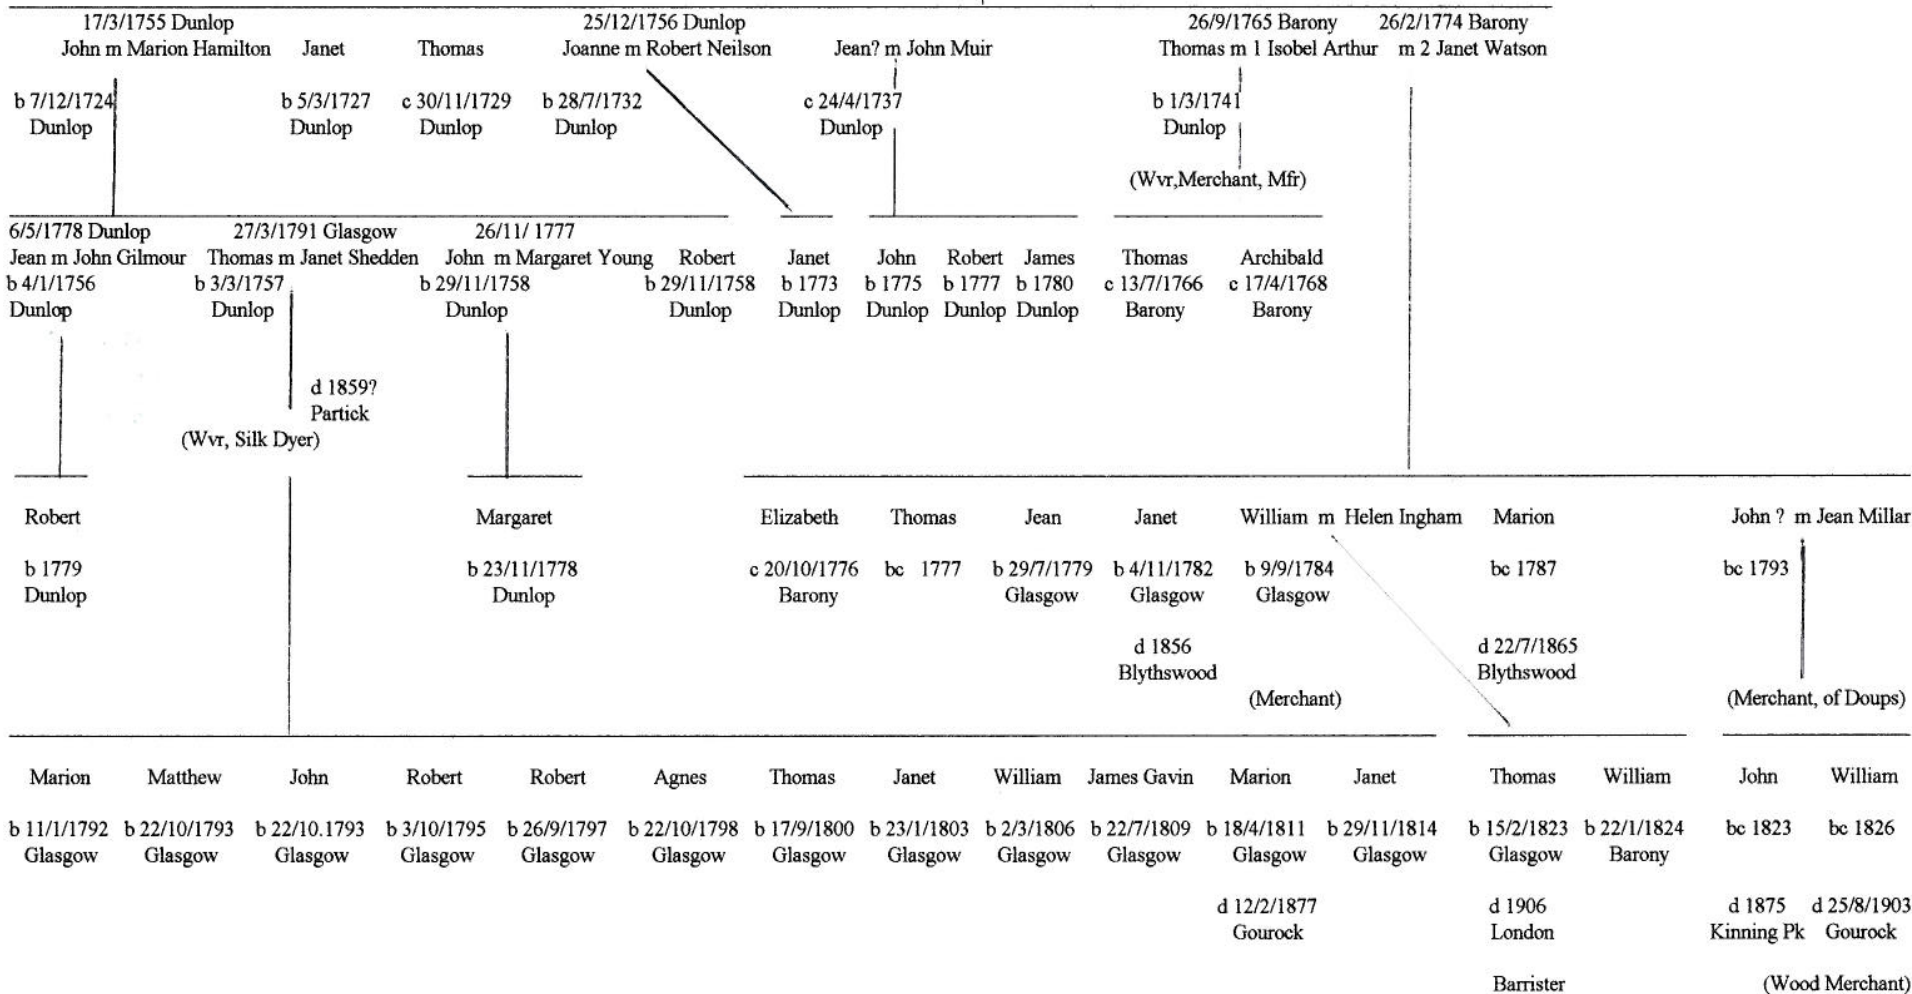 17/3/1755 Dunlop 25/12/1756 Dunlop 26/9/1765 Barony 26/2/1774 Barony
John m Marion Hamilton Janet Thomas Joanne m Robert Neilson Jean? m John Muir Thomas m 1 Isobel Arthur m 2 Janet Watson
b 7/12/1724 b 5/3/1727 c 30/11/1729 b 28/7/1732 c 24/4/1737 b 1/3/1741
Dunlop Dunlop Dunlop Dunlop Dunlop Dunlop
(Wvr,Merchant, Mfr)
6/5/1778 Dunlop 27/3/1791 Glasgow 26/11/ 1777
Jean m John Gilmour Thomas m Janet Shedden John m Margaret Young Robert Janet John Robert James Thomas Archibald
b 4/1/1756 b 3/3/1757 b 29/11/1758 b 29/11/1758 b 1773 b 1775 b 1777 b 1780 c 13/7/1766 c 17/4/1768
Dunlop Dunlop Dunlop Dunlop Dunlop Dunlop Dunlop Dunlop Barony Barony
d 1859?
Partick
(Wvr, Silk Dyer)
Robert Margaret Elizabeth Thomas Jean Janet William m Helen Ingham Marion John ? m Jean Millar
b 1779 b 23/11/1778 c 20/10/1776 bc 1777 b 29/7/1779 b 4/11/1782 b 9/9/1784 bc 1787 bc 1793
Dunlop Dunlop Barony Glasgow Glasgow Glasgow
d 1856 d 22/7/1865
Blythswood Blythswood
(Merchant) (Merchant, of Doups)
Marion Matthew John Robert Robert Agnes Thomas Janet William James Gavin Marion Janet Thomas William John William
b 11/1/1792 b 22/10/1793 b 22/10.1793 b 3/10/1795 b 26/9/1797 b 22/10/1798 b 17/9/1800 b 23/1/1803 b 2/3/1806 b 22/7/1809 b 18/4/1811 b 29/11/1814 b 15/2/1823 b 22/1/1824 bc 1823 bc 1826
Glasgow Glasgow Glasgow Glasgow Glasgow Glasgow Glasgow Glasgow Glasgow Glasgow Glasgow Glasgow Glasgow Barony
d 12/2/1877 d 1906 d 1875 d 25/8/1903
Gourock London Kinning Pk Gourock
Barrister (Wood Merchant)